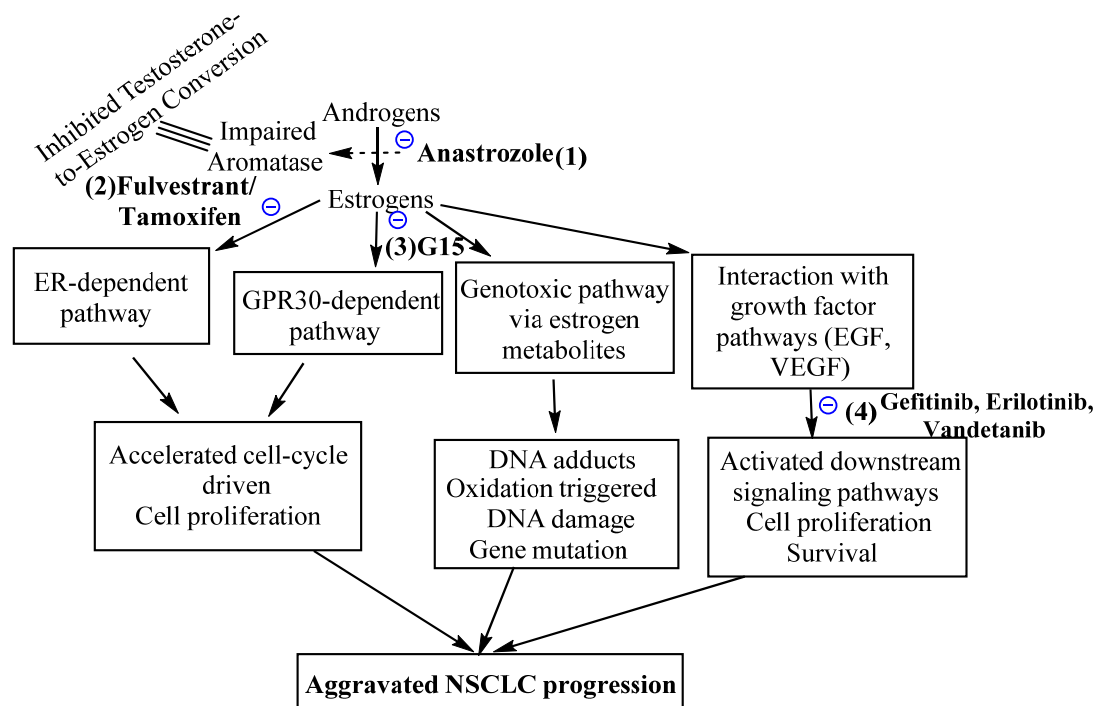 Inhibited Testosterone-
to-Estrogen Conversion
Androgens
Impaired
Aromatase
Anastrozole(1)
(2)Fulvestrant/
Tamoxifen
Estrogens
(3)G15
ER-dependent
pathway
GPR30-dependent
pathway
Genotoxic pathway
via estrogen
metabolites
Interaction with
growth factor
pathways (EGF,
VEGF)
(4)Gefitinib, Erilotinib,
Vandetanib
Accelerated cell-cycle
driven
Cell proliferation
DNA adducts
Oxidation triggered
DNA damage
Gene mutation
Activated downstream
signaling pathways
Cell proliferation
Survival
Aggravated NSCLC progression